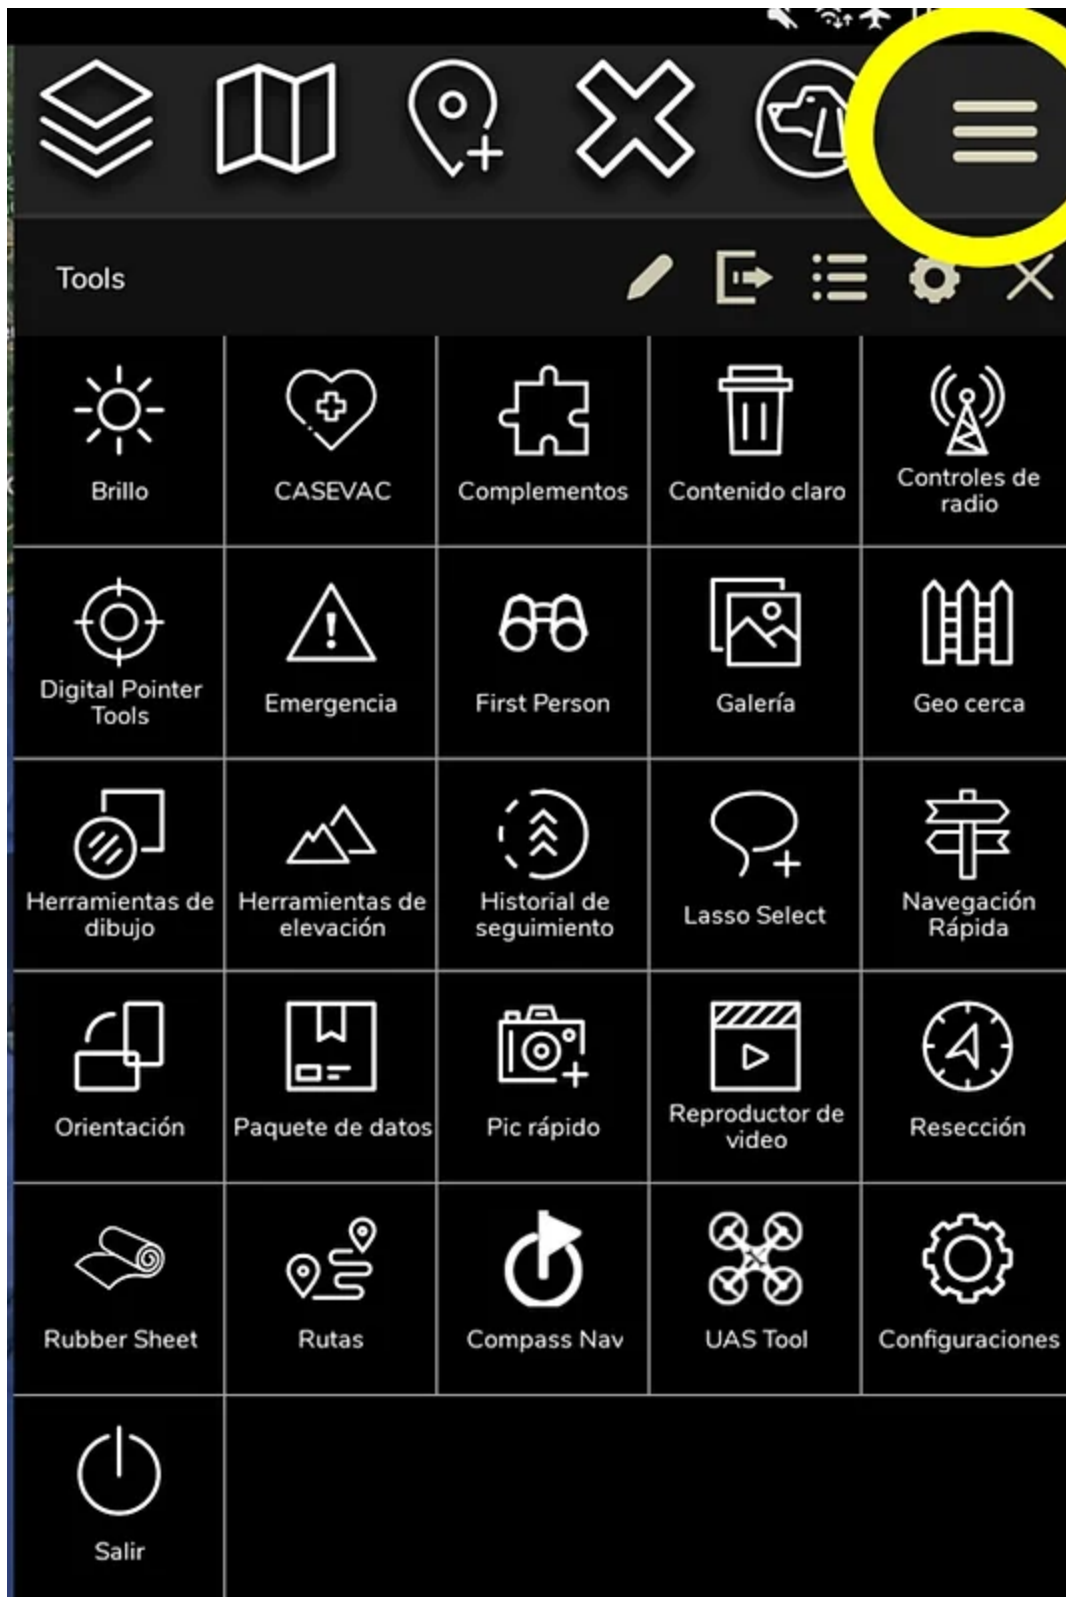 Tools
Brillo
CASEVAC
Complementos
Contenido claro
Controles de
radio
Digital Pointer
Tools
Emergencia
First Person
Galería
Geo cerca
Herramientas de
dibujo
Herramientas de
elevación
Historial de
seguimiento
Lasso Select
Navegación
Rápida
Orientación
Paquete de datos
Pic rápido
Reproductor de
video
Resección
Rubber Sheet
Rutas
Compass Nav
UAS Tool
Configuraciones
Salir